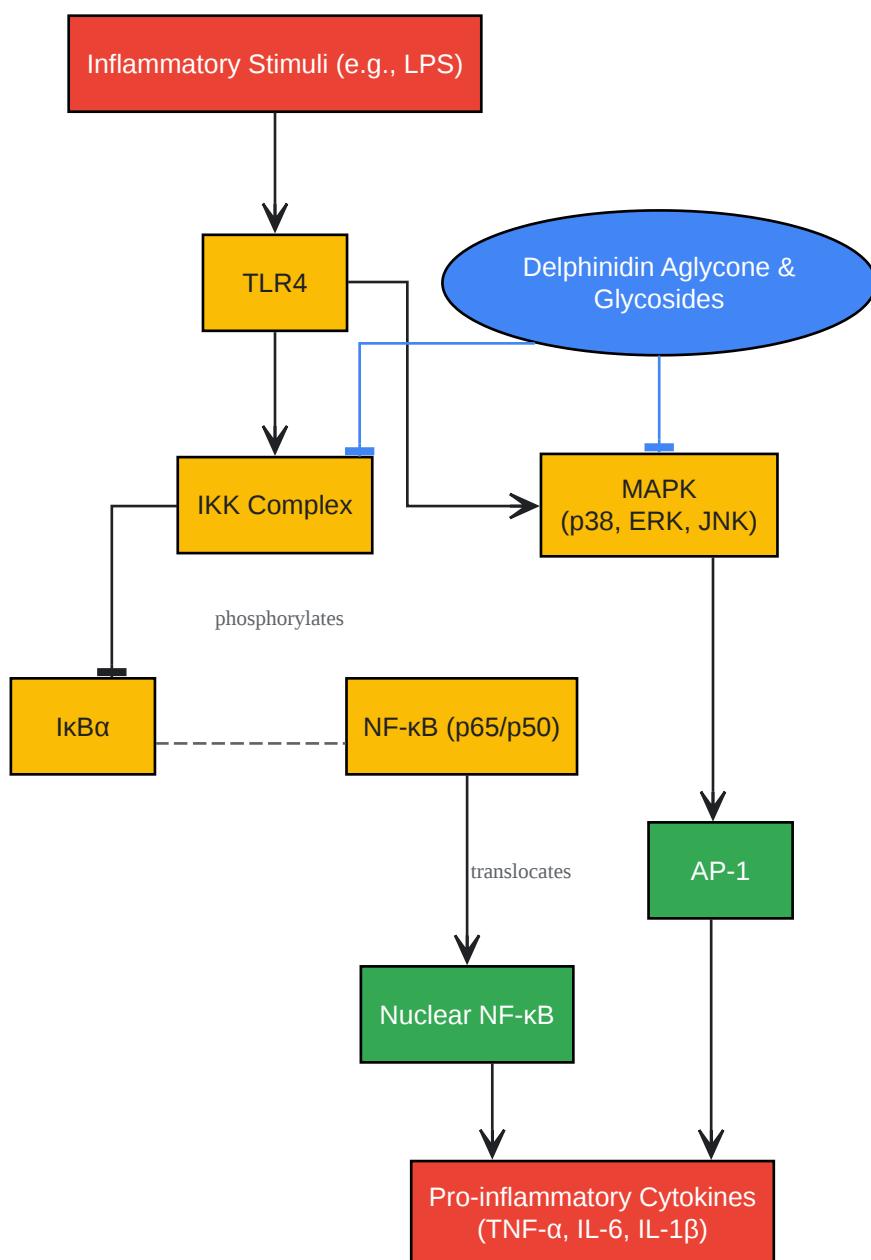 Inflammatory Stimuli (e.g., LPS)
TLR4
Delphinidin Aglycone &
Glycosides
IKK Complex
MAPK
(p38, ERK, JNK)
phosphorylates
IκBα
NF-κB (p65/p50)
translocates
AP-1
Nuclear NF-κB
Pro-inflammatory Cytokines
(TNF-α, IL-6, IL-1β)